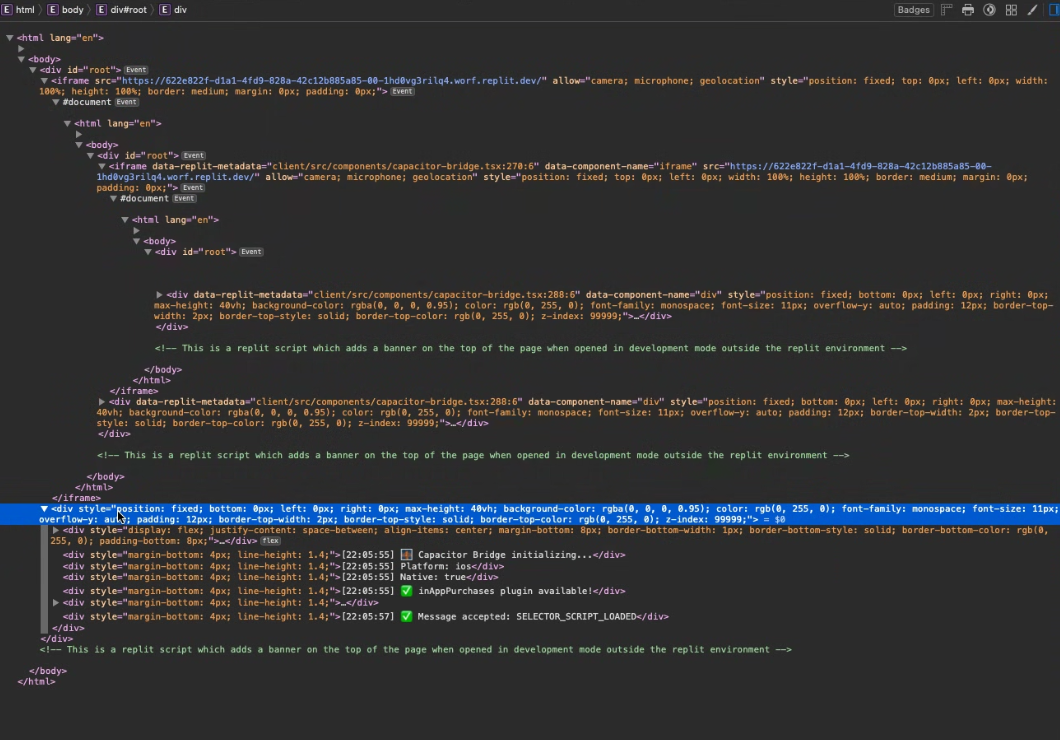 E html 〉 E body 〉 E div#root 〉 E div Badges
<html lang="en">
<body>
<div id="root"> Event
<iframe src="https://622e822f-d1a1-4fd9-828a-42c12b885a85-00-1hd0vg3rilq4.worf.replit.dev/" allow="camera; microphone; geolocation" style="position: fixed; top: 0px; left: 0px; width:
100%; height: 100%; border: medium; margin: 0px; padding: 0px;"> Event
#document Event
<html lang="en">
<body>
<div id="root"> Event
<iframe data-replit-metadata="client/src/components/capacitor-bridge.tsx:270:6" data-component-name="iframe" src="https://622e822f-d1a1-4fd9-828a-42c12b885a85-00-
1hd0vg3rilq4.worf.replit.dev/" allow="camera; microphone; geolocation" style="position: fixed; top: 0px; left: 0px; width: 100%; height: 100%; border: medium; margin: 0px;
padding: 0px;"> Event
#document Event
<html lang="en">
<body>
<div id="root"> Event
<div data-replit-metadata="client/src/components/capacitor-bridge.tsx:288:6" data-component-name="div" style="position: fixed; bottom: 0px; left: 0px; right: 0px;
max-height: 40vh; background-color: rgba(0, 0, 0, 0.95); color: rgb(0, 255, 0); font-family: monospace; font-size: 11px; overflow-y: auto; padding: 12px; border-top-
width: 2px; border-top-style: solid; border-top-color: rgb(0, 255, 0); z-index: 99999;">…</div>
</div>
<!-- This is a replit script which adds a banner on the top of the page when opened in development mode outside the replit environment -->
</body>
</html>
</iframe>
<div data-replit-metadata="client/src/components/capacitor-bridge.tsx:288:6" data-component-name="div" style="position: fixed; bottom: 0px; left: 0px; right: 0px; max-height:
40vh; background-color: rgba(0, 0, 0, 0.95); color: rgb(0, 255, 0); font-family: monospace; font-size: 11px; overflow-y: auto; padding: 12px; border-top-width: 2px; border-top-
style: solid; border-top-color: rgb(0, 255, 0); z-index: 99999;">…</div>
</div>
<!-- This is a replit script which adds a banner on the top of the page when opened in development mode outside the replit environment -->
</body>
</html>
</iframe>
<div style="position: fixed; bottom: 0px; left: 0px; right: 0px; max-height: 40vh; background-color: rgba(0, 0, 0, 0.95); color: rgb(0, 255, 0); font-family: monospace; font-size: 11px;
overflow-y: auto; padding: 12px; border-top-width: 2px; border-top-style: solid; border-top-color: rgb(0, 255, 0); z-index: 99999;"> = $0
<div style="display: flex; justify-content: space-between; align-items: center; margin-bottom: 8px; border-bottom-width: 1px; border-bottom-style: solid; border-bottom-color: rgb(0,
255, 0); padding-bottom: 8px;">…</div> flex
<div style="margin-bottom: 4px; line-height: 1.4;">[22:05:55] Capacitor Bridge initializing...</div>
<div style="margin-bottom: 4px; line-height: 1.4;">[22:05:55] Platform: ios</div>
<div style="margin-bottom: 4px; line-height: 1.4;">[22:05:55] Native: true</div>
<div style="margin-bottom: 4px; line-height: 1.4;">[22:05:55] ✅ inAppPurchases plugin available!</div>
<div style="margin-bottom: 4px; line-height: 1.4;">…</div>
<div style="margin-bottom: 4px; line-height: 1.4;">[22:05:57] ✅ Message accepted: SELECTOR_SCRIPT_LOADED</div>
</div>
</div>
<!-- This is a replit script which adds a banner on the top of the page when opened in development mode outside the replit environment -->
</body>
</html>